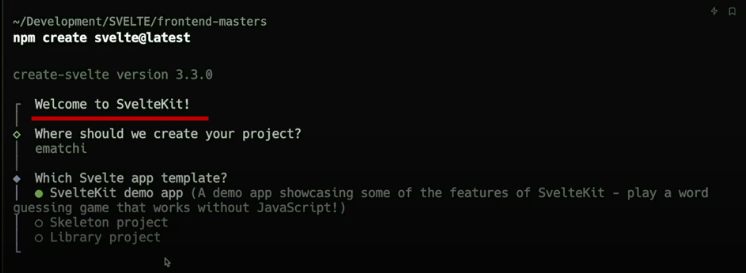 ~/Development/SVELTE/frontend-masters
npm create svelte@latest
create-svelte version 3.3.0
Welcome to SvelteKit!
Where should we create your project?
ematchi
Which Svelte app template?
SvelteKit demo app (A demo app showcasing some of the features of SvelteKit - play a word
guessing game that works without JavaScript!)
Skeleton project
Library project